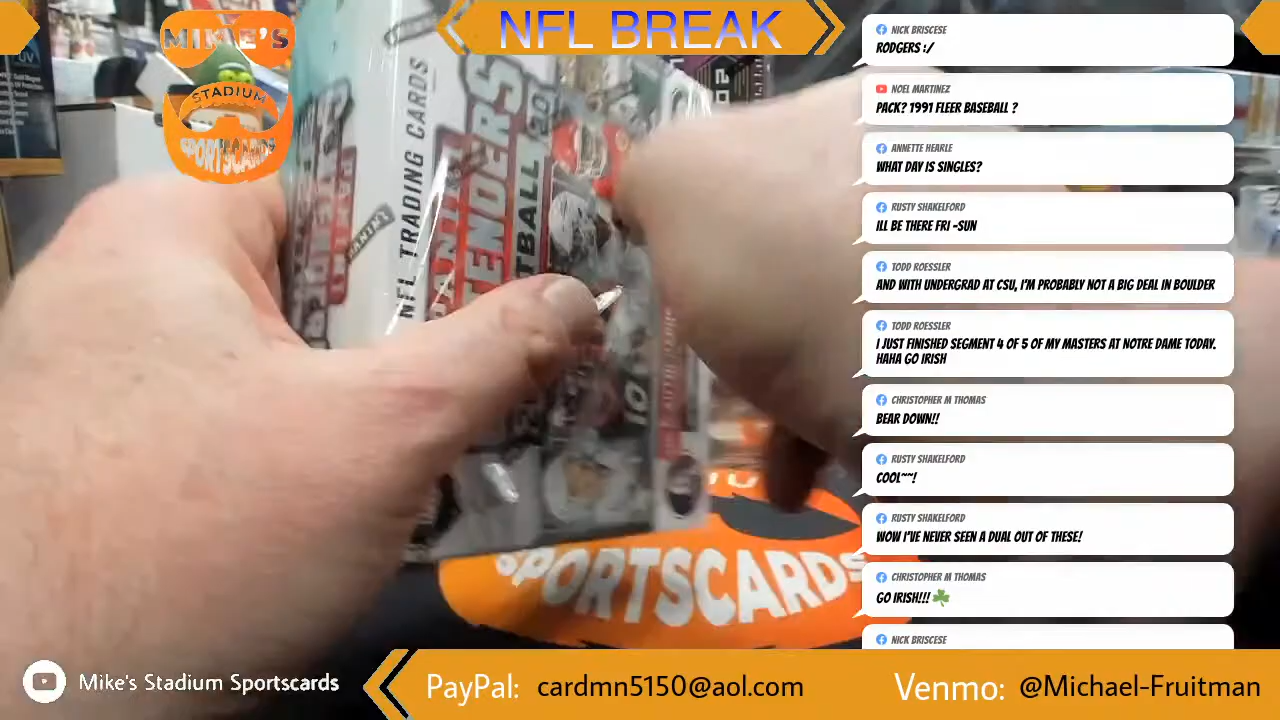 NFL BREAK
MIKE'S
STADIUM
SPORTSCARDS
NFL TRADING CARDS
PANINI
CONTENDERS
FOOTBALL
PANINI
10
SPORTSCARDS
NICK BRISCESE
RODGERS :/
NOEL MARTINEZ
PACK? 1991 FLEER BASEBALL ?
ANNETTE HEARLE
WHAT DAY IS SINGLES?
RUSTY SHAKELFORD
ILL BE THERE FRI -SUN
TODD ROESSLER
AND WITH UNDERGRAD AT CSU, I'M PROBABLY NOT A BIG DEAL IN BOULDER
TODD ROESSLER
I JUST FINISHED SEGMENT 4 OF 5 OF MY MASTERS AT NOTRE DAME TODAY.
HAHA GO IRISH
CHRISTOPHER M THOMAS
BEAR DOWN!!
RUSTY SHAKELFORD
COOL~~!
RUSTY SHAKELFORD
WOW I'VE NEVER SEEN A DUAL OUT OF THESE!
CHRISTOPHER M THOMAS
GO IRISH!!! ☘️
NICK BRISCESE
Mike's Stadium Sportscards
PayPal: cardmn5150@aol.com
Venmo: @Michael-Fruitman